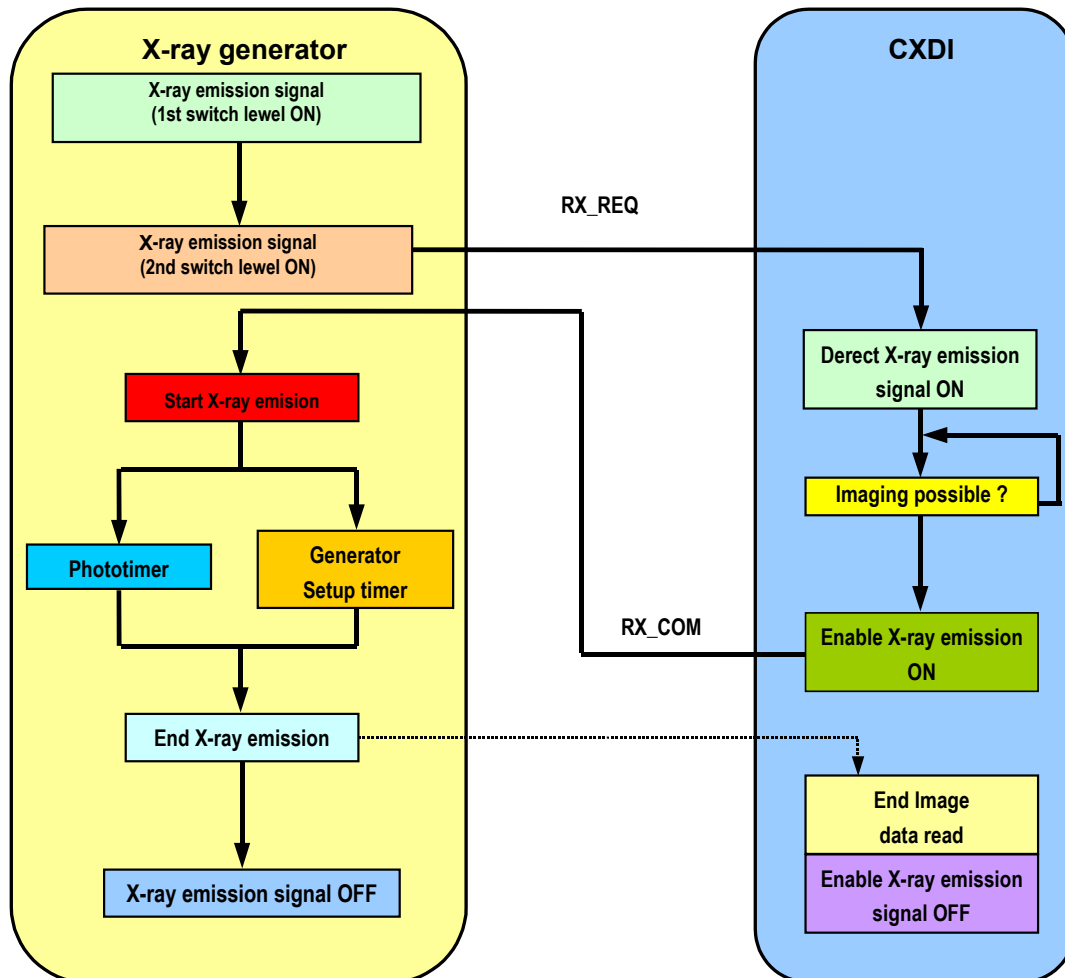 X-ray generator
X-ray emission signal
(1st switch lewel ON)
X-ray emission signal
(2nd switch level ON)
Start X-ray emision
Phototimer
Generator
Setup timer
End X-ray emission
X-ray emission signal OFF
RX_REQ
RX_COM
CXDI
Derect X-ray emission
signal ON
Imaging possible ?
Enable X-ray emission
ON
End Image
data read
Enable X-ray emission
signal OFF